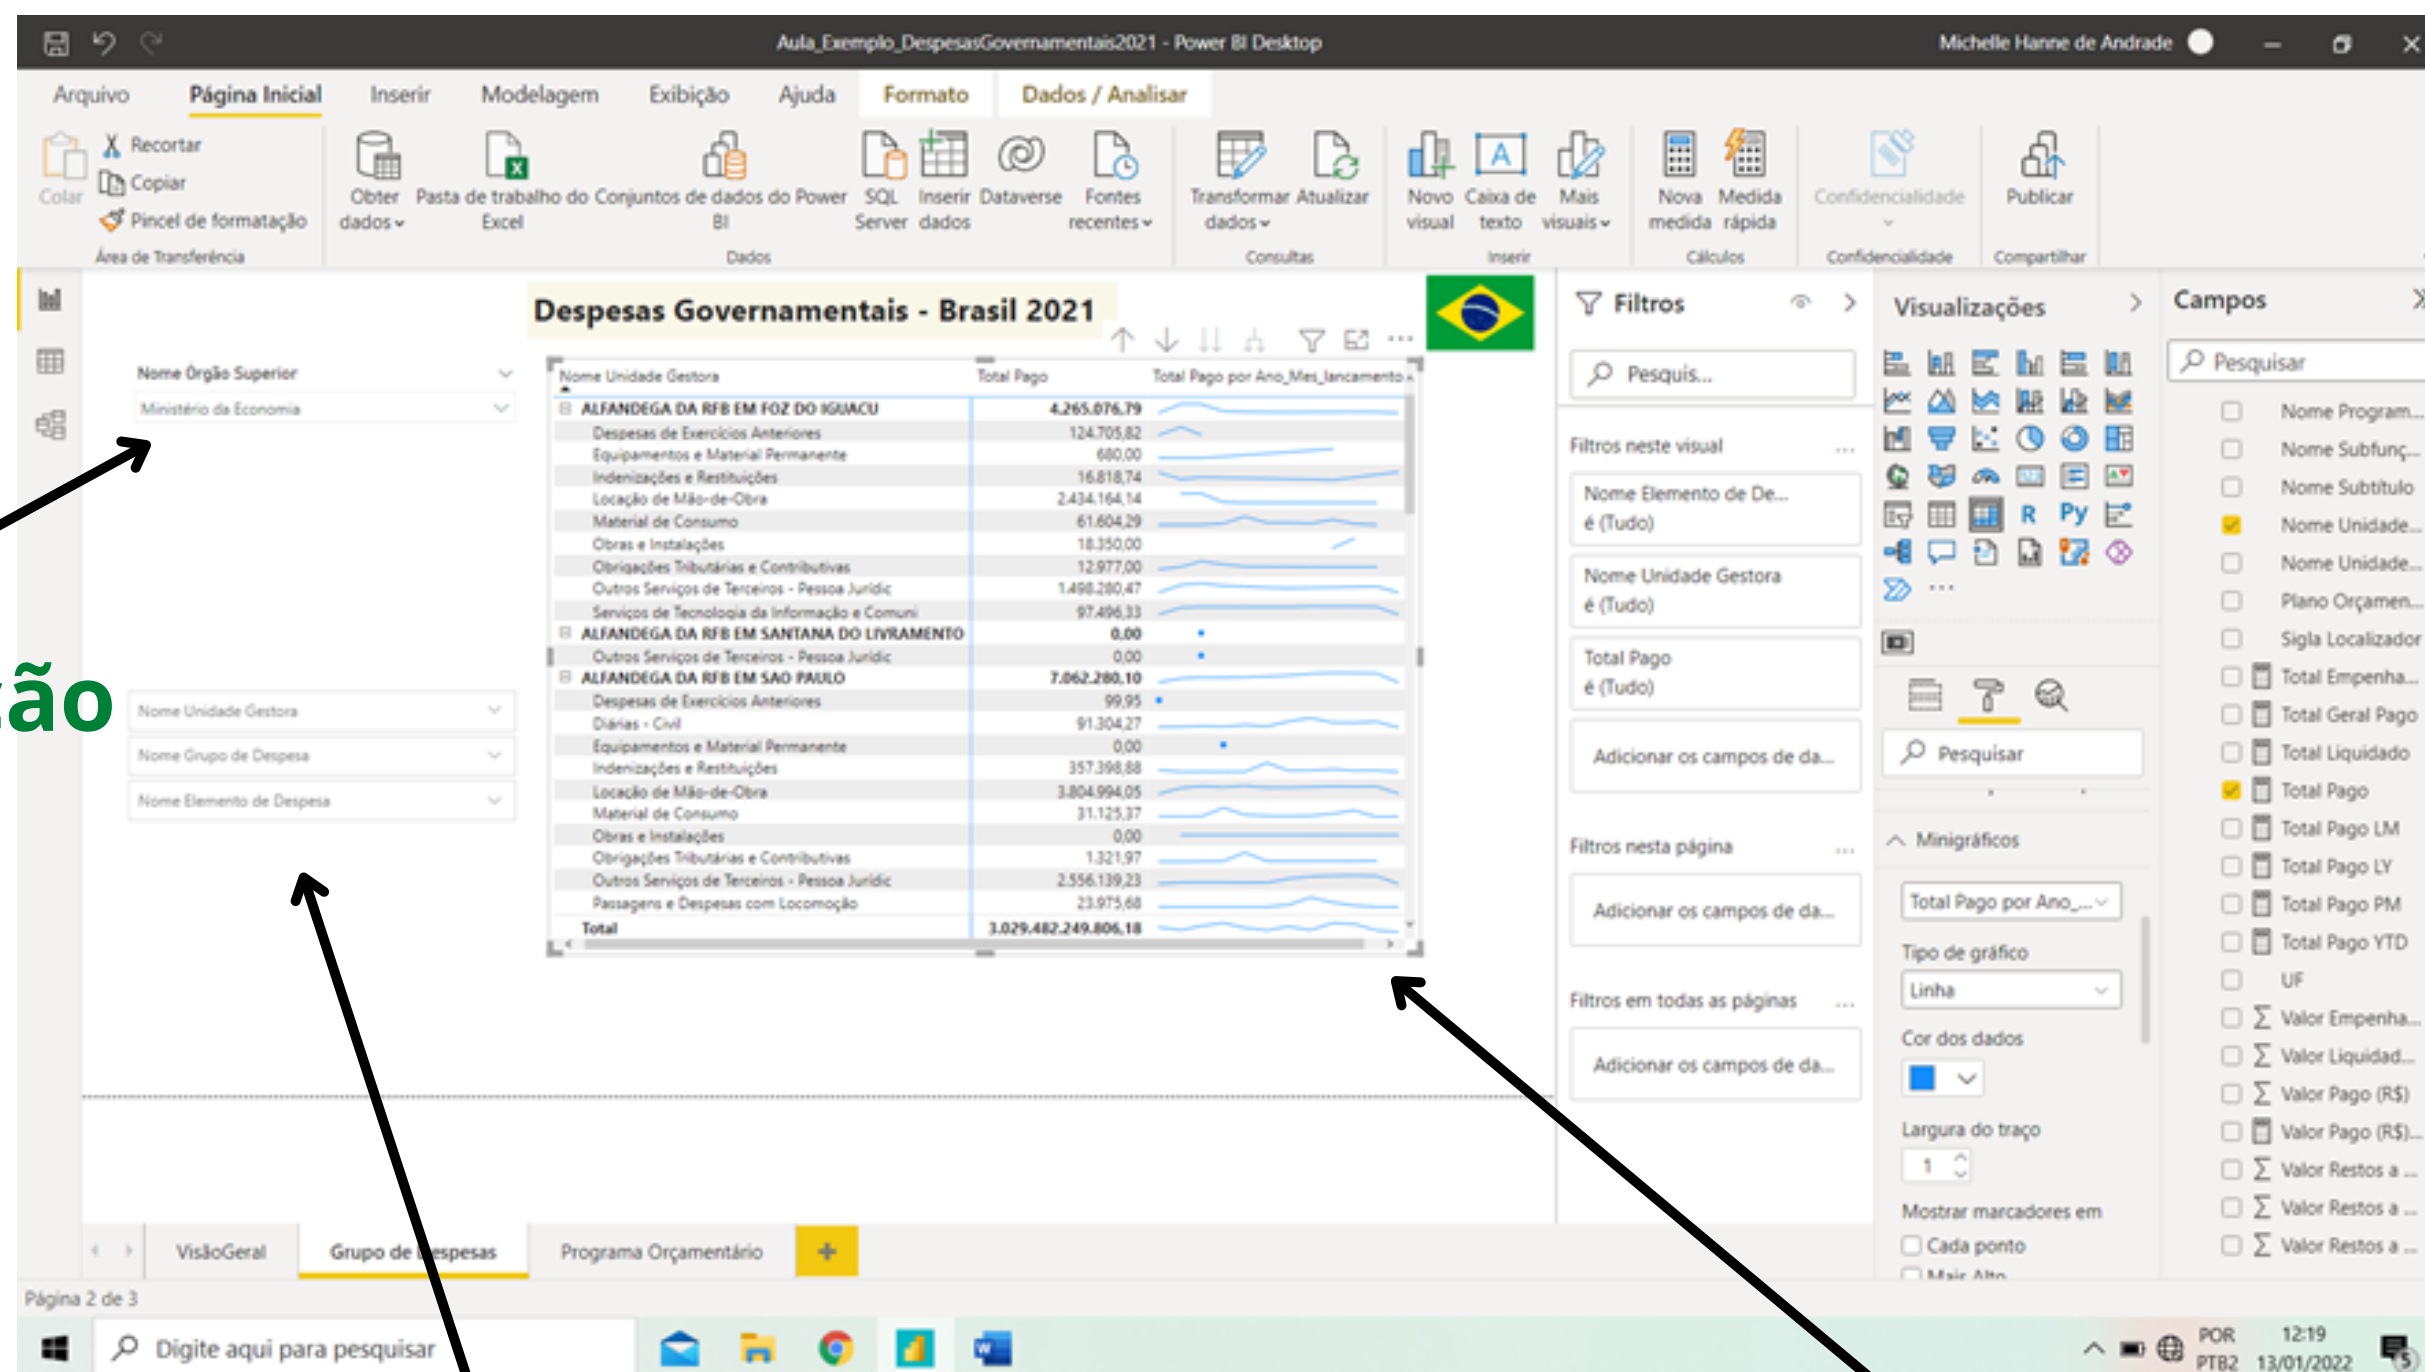 Aula_Exemplo_DespesasGovernamentais2021 - Power BI Desktop
Michelle Hanne de Andrade
Arquivo Página Inicial Inserir Modelagem Exibição Ajuda Formato Dados / Analisar
Colar
Recortar
Copiar
Pincel de formatação
Área de Transferência
Obter dados
Pasta de trabalho do Excel
Conjuntos de dados do Power BI
SQL Server
Inserir dados
Dataverse
Fontes recentes
Dados
Transformar dados
Atualizar
Consultas
Novo visual
Caixa de texto
Mais visuais
Inserir
Nova medida
Medida rápida
Cálculos
Confidencialidade
Confidencialidade
Publicar
Compartilhar
Despesas Governamentais - Brasil 2021
Nome Órgão Superior
Ministério da Economia
ão
Nome Unidade Gestora
Nome Grupo de Despesa
Nome Elemento de Despesa
Nome Unidade Gestora Total Pago Total Pago por Ano_Mes_lancamento
ALFANDEGA DA RFB EM FOZ DO IGUACU 4.265.076,79
Despesas de Exercícios Anteriores 124.705,82
Equipamentos e Material Permanente 680,00
Indenizações e Restituições 16.818,74
Locação de Mão-de-Obra 2.434.164,14
Material de Consumo 61.604,29
Obras e Instalações 18.350,00
Obrigações Tributárias e Contributivas 12.977,00
Outros Serviços de Terceiros - Pessoa Jurídic 1.498.280,47
Serviços de Tecnologia da Informação e Comuni 97.496,33
ALFANDEGA DA RFB EM SANTANA DO LIVRAMENTO 0,00
Outros Serviços de Terceiros - Pessoa Jurídic 0,00
ALFANDEGA DA RFB EM SAO PAULO 7.062.280,10
Despesas de Exercícios Anteriores 99,95
Diárias - Civil 91.304,27
Equipamentos e Material Permanente 0,00
Indenizações e Restituições 357.398,88
Locação de Mão-de-Obra 3.804.994,05
Material de Consumo 31.125,37
Obras e Instalações 0,00
Obrigações Tributárias e Contributivas 1.321,97
Outros Serviços de Terceiros - Pessoa Jurídic 2.556.139,23
Passagens e Despesas com Locomoção 23.975,68
Total 3.029.482.249.806,18
Filtros
Pesquis...
Filtros neste visual ...
Nome Elemento de De...
é (Tudo)
Nome Unidade Gestora
é (Tudo)
Total Pago
é (Tudo)
Adicionar os campos de da...
Filtros nesta página ...
Adicionar os campos de da...
Filtros em todas as páginas ...
Adicionar os campos de da...
Visualizações
R Py
...
Pesquisar
Minigráficos
Total Pago por Ano_...
Tipo de gráfico
Linha
Cor dos dados
Largura do traço
1
Mostrar marcadores em
Cada ponto
Mais Alto
Campos
Pesquisar
Nome Program...
Nome Subfunç...
Nome Subtítulo
Nome Unidade...
Nome Unidade...
Plano Orçamen...
Sigla Localizador
Total Empenha...
Total Geral Pago
Total Liquidado
Total Pago
Total Pago LM
Total Pago LY
Total Pago PM
Total Pago YTD
UF
Valor Empenha...
Valor Liquidad...
Valor Pago (R$)
Valor Pago (R$)...
Valor Restos a ...
Valor Restos a ...
Valor Restos a ...
VisãoGeral Grupo de Despesas Programa Orçamentário +
Página 2 de 3
Digite aqui para pesquisar
POR
PTB2
12:19
13/01/2022
5